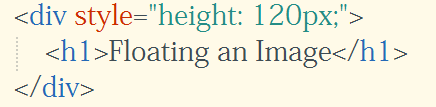 <div style="height: 120px;">
    <h1>Floating an Image</h1>
</div>